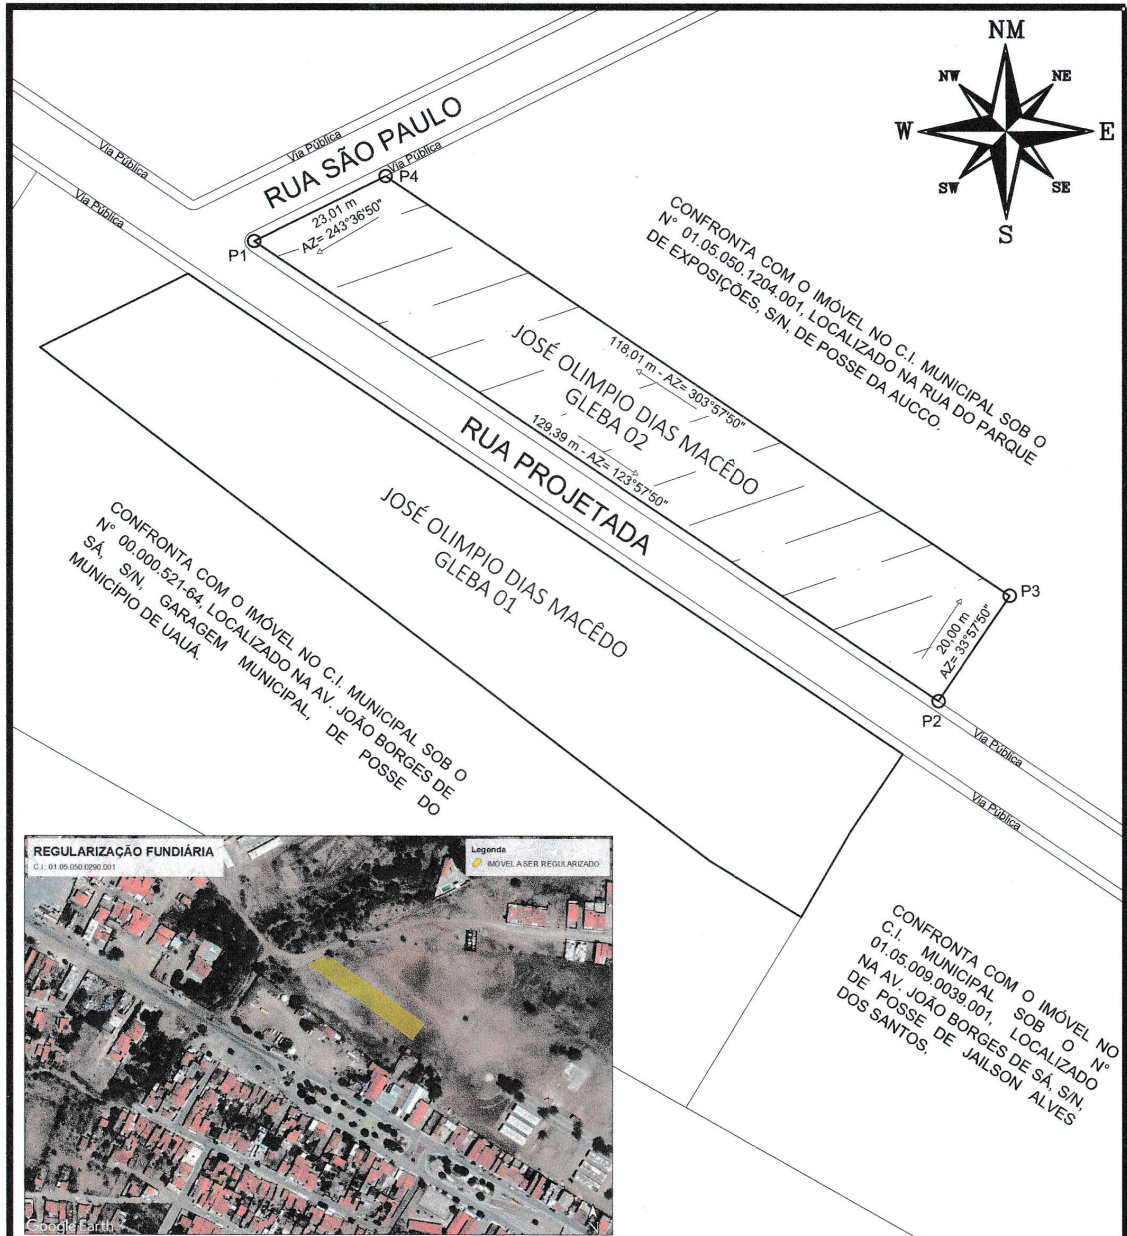 NM
NW
NE
W
E
SW
SE
S
Via Pública
Via Pública
RUA SÃO PAULO
Via Pública
Via Pública
P4
P1
23,01 m
AZ= 243°36'50"
CONFRONTA COM O IMÓVEL NO C.I. MUNICIPAL SOB O
N° 01.05.050.1204.001, LOCALIZADO NA RUA DO PARQUE
DE EXPOSIÇÕES, S/N, DE POSSE DA AUCCO.
118,01 m - AZ= 303°57'50"
JOSÉ OLIMPIO DIAS MACÊDO
GLEBA 02
129,39 m - AZ= 123°57'50"
RUA PROJETADA
P3
20,00 m
AZ= 33°57'50"
P2
Via Pública
Via Pública
JOSÉ OLIMPIO DIAS MACÊDO
GLEBA 01
CONFRONTA COM O IMÓVEL NO C.I. MUNICIPAL SOB O
N° 00.000.521-64, LOCALIZADO NA AV. JOÃO BORGES DE
SÁ, S/N, GARAGEM MUNICIPAL, DE POSSE DO
MUNICÍPIO DE UAUÁ.
REGULARIZAÇÃO FUNDIÁRIA
C.I.: 01.05.050.0290.001
Legenda
IMÓVEL A SER REGULARIZADO
Google Earth
N
CONFRONTA COM O IMÓVEL NO
C.I. MUNICIPAL SOB O N°
01.05.009.0039.001, LOCALIZADO
NA AV. JOÃO BORGES DE SÁ, S/N,
DE POSSE DE JAILSON ALVES
DOS SANTOS.